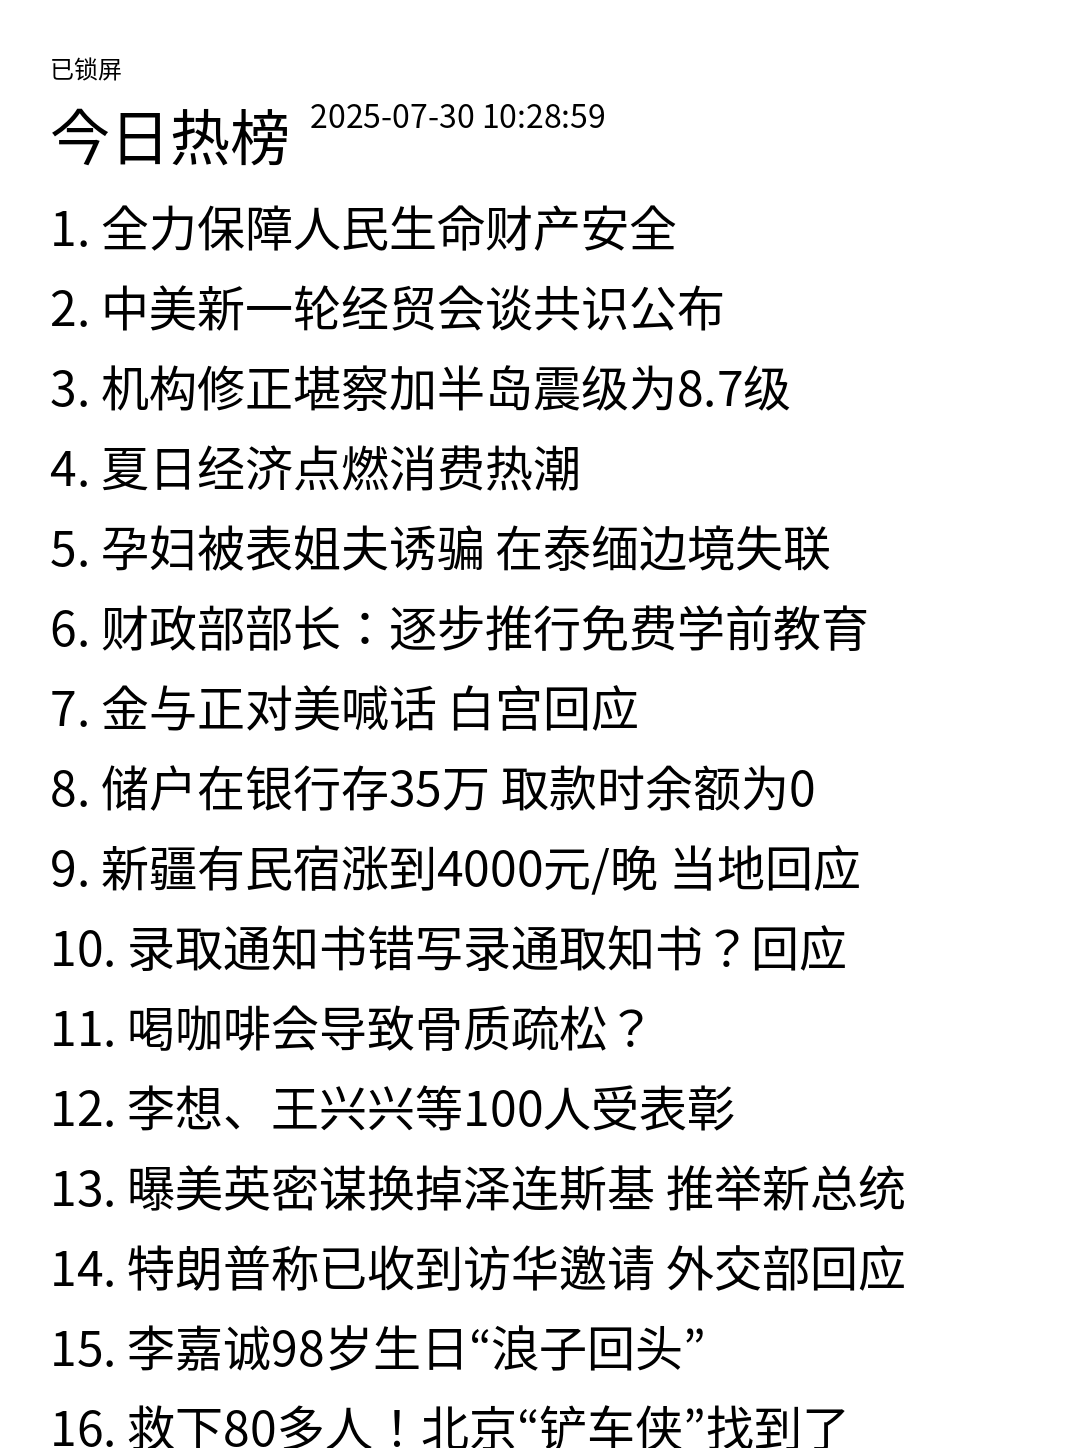 已锁屏
今日热榜 2025-07-30 10:28:59
1. 全力保障人民生命财产安全
2. 中美新一轮经贸会谈共识公布
3. 机构修正堪察加半岛震级为8.7级
4. 夏日经济点燃消费热潮
5. 孕妇被表姐夫诱骗 在泰缅边境失联
6. 财政部部长：逐步推行免费学前教育
7. 金与正对美喊话 白宫回应
8. 储户在银行存35万 取款时余额为0
9. 新疆有民宿涨到4000元/晚 当地回应
10. 录取通知书错写录通取知书？回应
11. 喝咖啡会导致骨质疏松？
12. 李想、王兴兴等100人受表彰
13. 曝美英密谋换掉泽连斯基 推举新总统
14. 特朗普称已收到访华邀请 外交部回应
15. 李嘉诚98岁生日“浪子回头”
16. 救下80多人！北京“铲车侠”找到了